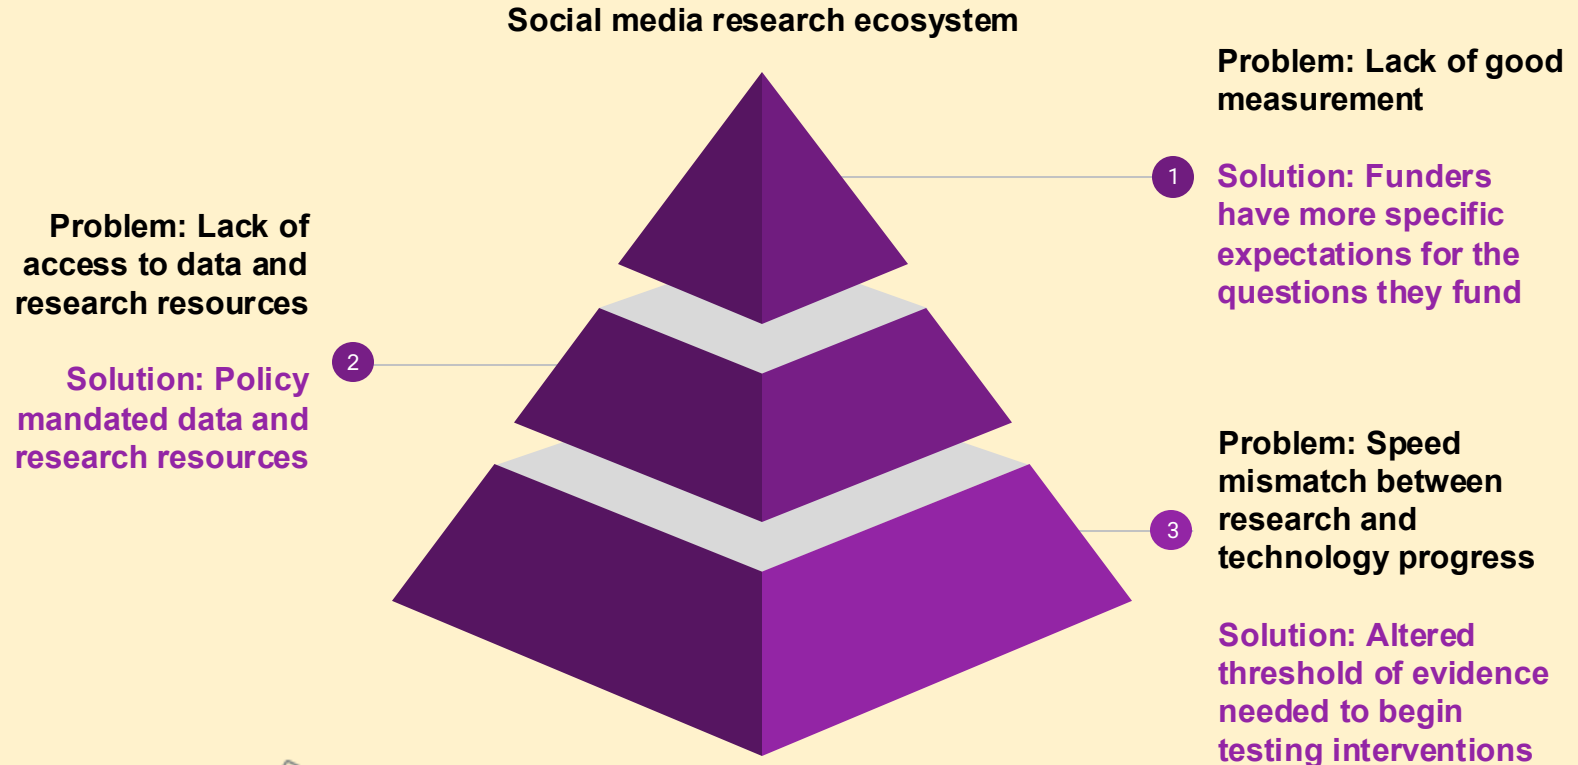 Social media research ecosystem
Problem: Lack of good
measurement
1
Solution: Funders
have more specific
expectations for the
questions they fund
Problem: Lack of
access to data and
research resources
2
Solution: Policy
mandated data and
research resources
Problem: Speed
mismatch between
research and
technology progress
3
Solution: Altered
threshold of evidence
needed to begin
testing interventions